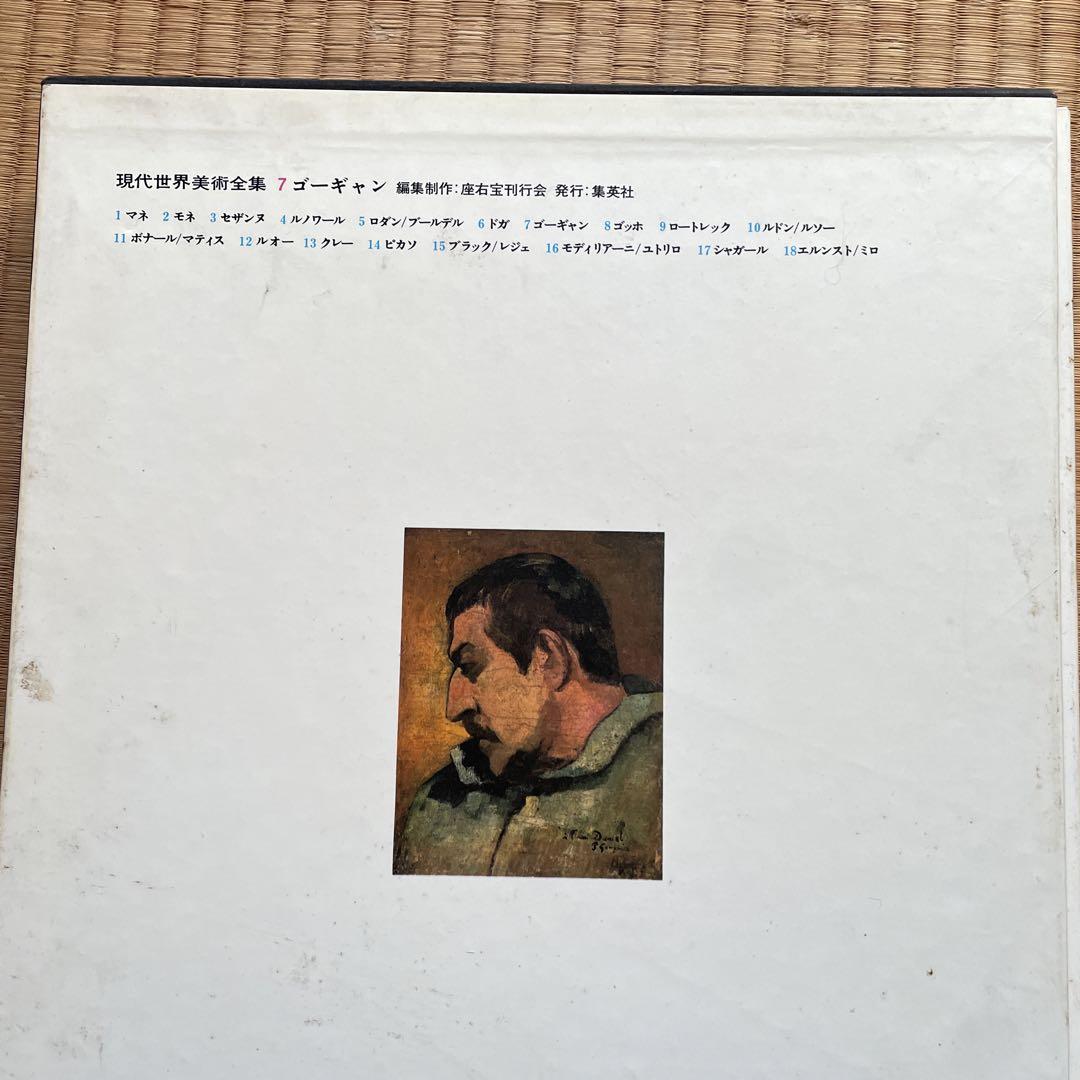 現代世界美術全集 7 ゴーギャン 編集制作:座右宝刊行会 発行:集英社
1 マネ 2 モネ 3 セザンヌ 4 ルノワール 5 ロダン/ブールデル 6 ドガ 7 ゴーギャン 8 ゴッホ 9 ロートレック 10 ルドン/ルソー
11 ボナール/マティス 12 ルオー 13 クレー 14 ピカソ 15 ブラック/レジェ 16 モディリアーニ/ユトリロ 17 シャガール 18 エルンスト/ミロ
Daniel